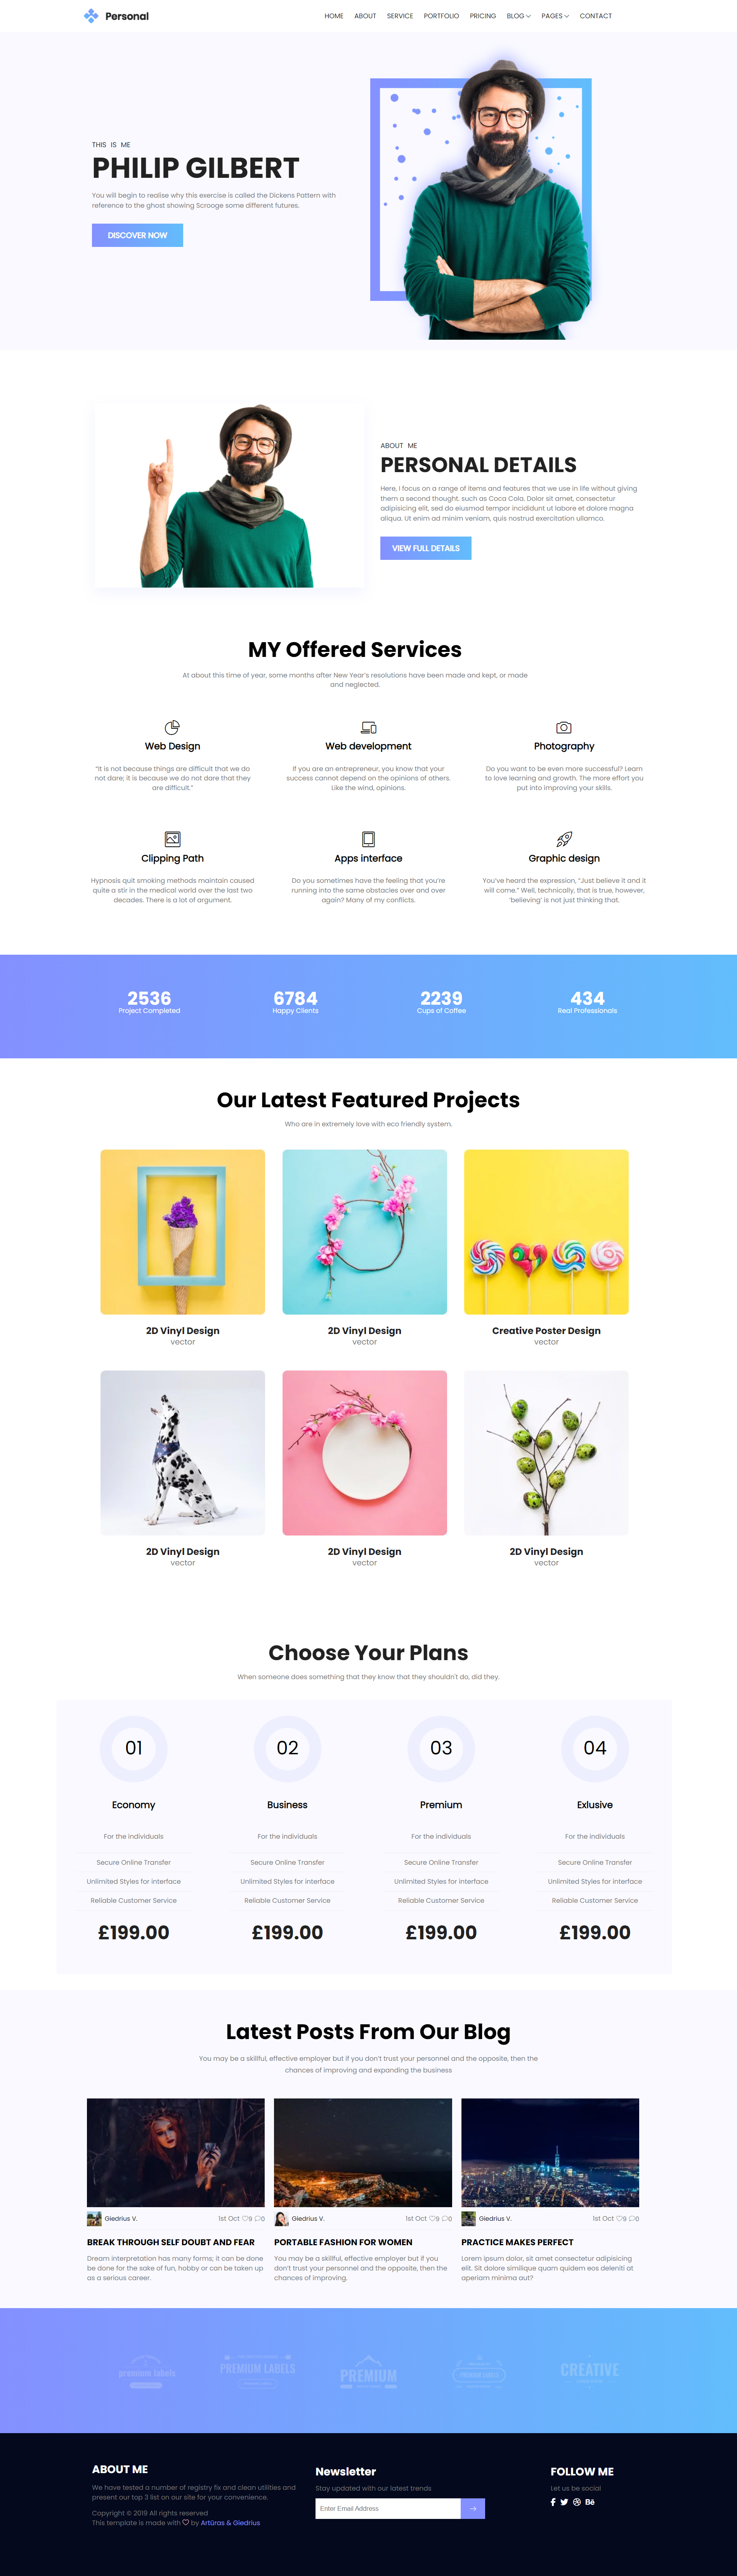 Personal
HOME ABOUT SERVICE PORTFOLIO PRICING BLOG PAGES CONTACT
THIS IS ME
PHILIP GILBERT
You will begin to realise why this exercise is called the Dickens Pattern with
reference to the ghost showing Scrooge some different futures.
DISCOVER NOW
ABOUT ME
PERSONAL DETAILS
Here, I focus on a range of items and features that we use in life without giving
them a second thought. such as Coca Cola. Dolor sit amet, consectetur
adipisicing elit, sed do eiusmod tempor incididunt ut labore et dolore magna
aliqua. Ut enim ad minim veniam, quis nostrud exercitation ullamco.
VIEW FULL DETAILS
MY Offered Services
At about this time of year, some months after New Year's resolutions have been made and kept, or made
and neglected.
Web Design
"It is not because things are difficult that we do
not dare; it is because we do not dare that they
are difficult."
Web development
If you are an entrepreneur, you know that your
success cannot depend on the opinions of others.
Like the wind, opinions.
Photography
Do you want to be even more successful? Learn
to love learning and growth. The more effort you
put into improving your skills.
Clipping Path
Hypnosis quit smoking methods maintain caused
quite a stir in the medical world over the last two
decades. There is a lot of argument.
Apps interface
Do you sometimes have the feeling that you're
running into the same obstacles over and over
again? Many of my conflicts.
Graphic design
You've heard the expression, "Just believe it and it
will come." Well, technically, that is true, however,
'believing' is not just thinking that.
2536
Project Completed
6784
Happy Clients
2239
Cups of Coffee
434
Real Professionals
Our Latest Featured Projects
Who are in extremely love with eco friendly system.
2D Vinyl Design
vector
2D Vinyl Design
vector
Creative Poster Design
vector
2D Vinyl Design
vector
2D Vinyl Design
vector
2D Vinyl Design
vector
Choose Your Plans
When someone does something that they know that they shouldn't do, did they.
01
Economy
For the individuals
Secure Online Transfer
Unlimited Styles for interface
Reliable Customer Service
£199.00
02
Business
For the individuals
Secure Online Transfer
Unlimited Styles for interface
Reliable Customer Service
£199.00
03
Premium
For the individuals
Secure Online Transfer
Unlimited Styles for interface
Reliable Customer Service
£199.00
04
Exlusive
For the individuals
Secure Online Transfer
Unlimited Styles for interface
Reliable Customer Service
£199.00
Latest Posts From Our Blog
You may be a skillful, effective employer but if you don't trust your personnel and the opposite, then the
chances of improving and expanding the business
Giedrius V. 1st Oct 9 0
BREAK THROUGH SELF DOUBT AND FEAR
Dream interpretation has many forms; it can be done
be done for the sake of fun, hobby or can be taken up
as a serious career.
Giedrius V. 1st Oct 9 0
PORTABLE FASHION FOR WOMEN
You may be a skillful, effective employer but if you
don't trust your personnel and the opposite, then the
chances of improving.
Giedrius V. 1st Oct 9 0
PRACTICE MAKES PERFECT
Lorem ipsum dolor, sit amet consectetur adipisicing
elit. Sit dolore similique quam quidem eos deleniti at
aperiam minima aut?
premium-labels
PREMIUM LABELS
PREMIUM
PREMIUM LABELS
CREATIVE
ABOUT ME
We have tested a number of registry fix and clean utilities and
present our top 3 list on our site for your convenience.
Copyright © 2019 All rights reserved
This template is made with by Artūras & Giedrius
Newsletter
Stay updated with our latest trends
Enter Email Address
FOLLOW ME
Let us be social